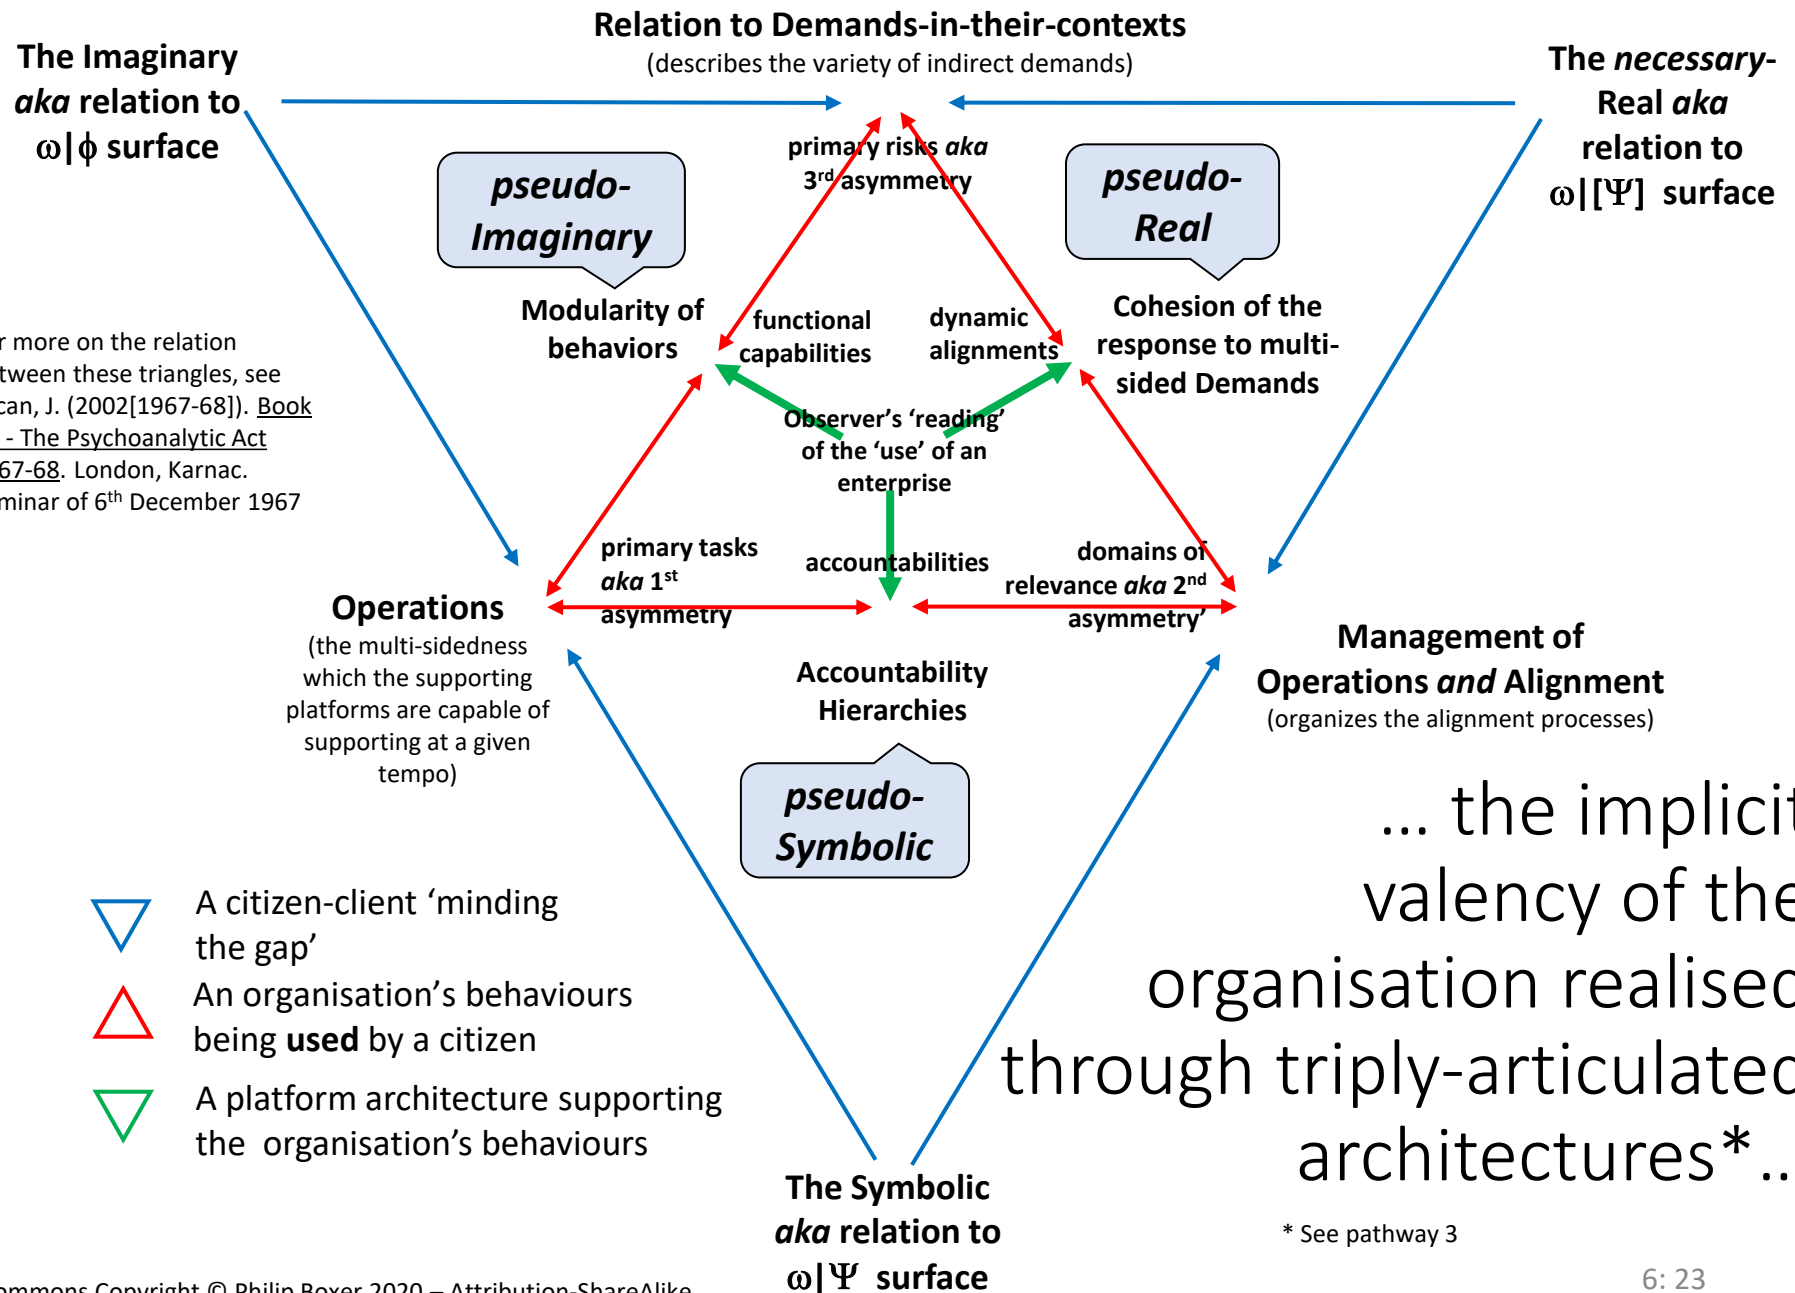 Relation to Demands-in-their-contexts
(describes the variety of indirect demands)
The Imaginary
aka relation to
ω|ϕ surface
The necessary-
Real aka
relation to
ω|[Ψ] surface
primary risks aka
3rd asymmetry
pseudo-
Imaginary
pseudo-
Real
Modularity of
behaviors
functional
capabilities
dynamic
alignments
Cohesion of the
response to multi-
sided Demands
r more on the relation
tween these triangles, see
can, J. (2002[1967-68]). Book
- The Psychoanalytic Act
67-68. London, Karnac.
minar of 6th December 1967
Observer's 'reading'
of the 'use' of an
enterprise
primary tasks
aka 1st
asymmetry
accountabilities
domains of
relevance aka 2nd
asymmetry'
Operations
(the multi-sidedness
which the supporting
platforms are capable of
supporting at a given
tempo)
Accountability
Hierarchies
Management of
Operations and Alignment
(organizes the alignment processes)
pseudo-
Symbolic
... the implicit
valency of the
organisation realised
through triply-articulated
architectures*..
* See pathway 3
A citizen-client 'minding
the gap'
An organisation's behaviours
being used by a citizen
A platform architecture supporting
the organisation's behaviours
The Symbolic
aka relation to
ω|Ψ surface
ommons Copyright © Philip Boxer 2020 – Attribution-ShareAlike
6: 23